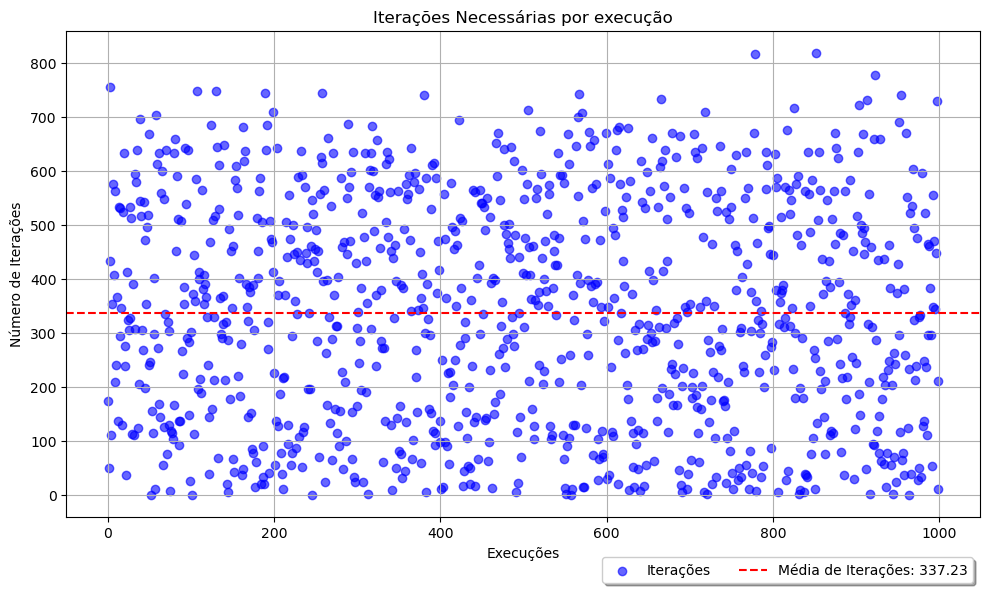 Iterações Necessárias por execução
Número de Iterações
800
700
600
500
400
300
200
100
0
0 200 400 600 800 1000
Execuções
Iterações Média de Iterações: 337.23